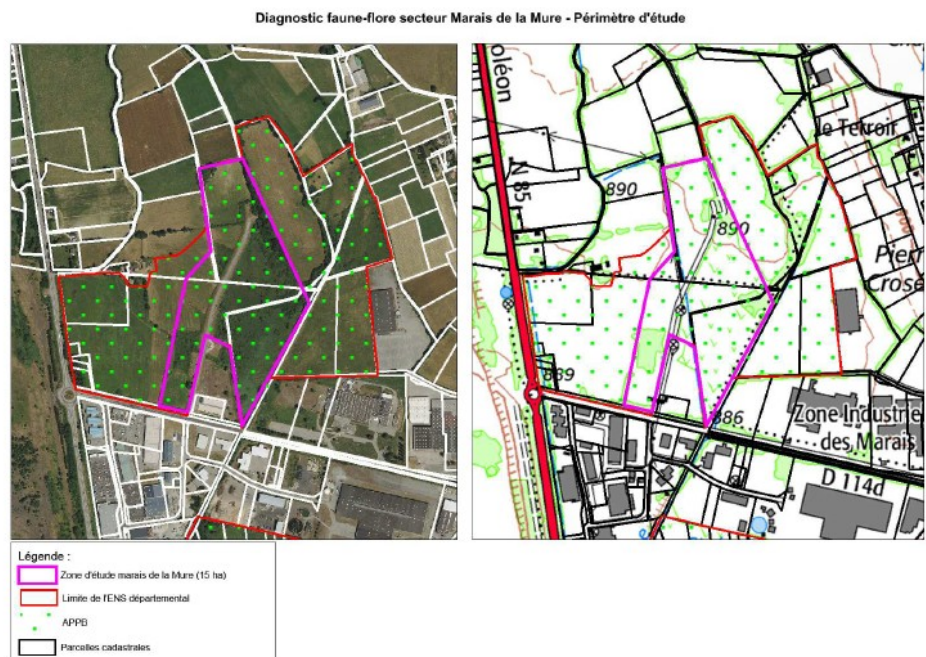 Diagnostic faune-flore secteur Marais de la Mure - Périmètre d'étude
oléon
N 85
890
le Terroir
890
Pierr
Crose
889
886
Zone Industrie
des Marais
D 114d
Légende :
Zone d'étude marais de la Mure (15 ha)
Limite de l'ENS départemental
APPB
Parcelles cadastrales